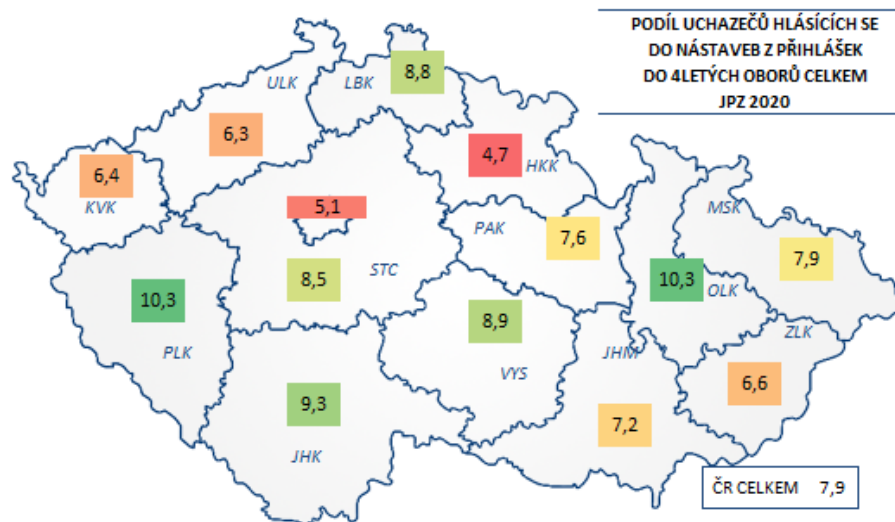 PODÍL UCHAZEČŮ HLÁSÍCÍCH SE
DO NÁSTAVEB Z PŘIHLÁŠEK
DO 4LETÝCH OBORŮ CELKEM
JPZ 2020
ULK
LBK
8,8
6,3
4,7
HKK
6,4
KVK
5,1
MSK
PAK
7,6
7,9
8,5
STC
10,3
OLK
10,3
PLK
8,9
VYS
JHM
ZLK
6,6
9,3
JHK
7,2
ČR CELKEM 7,9